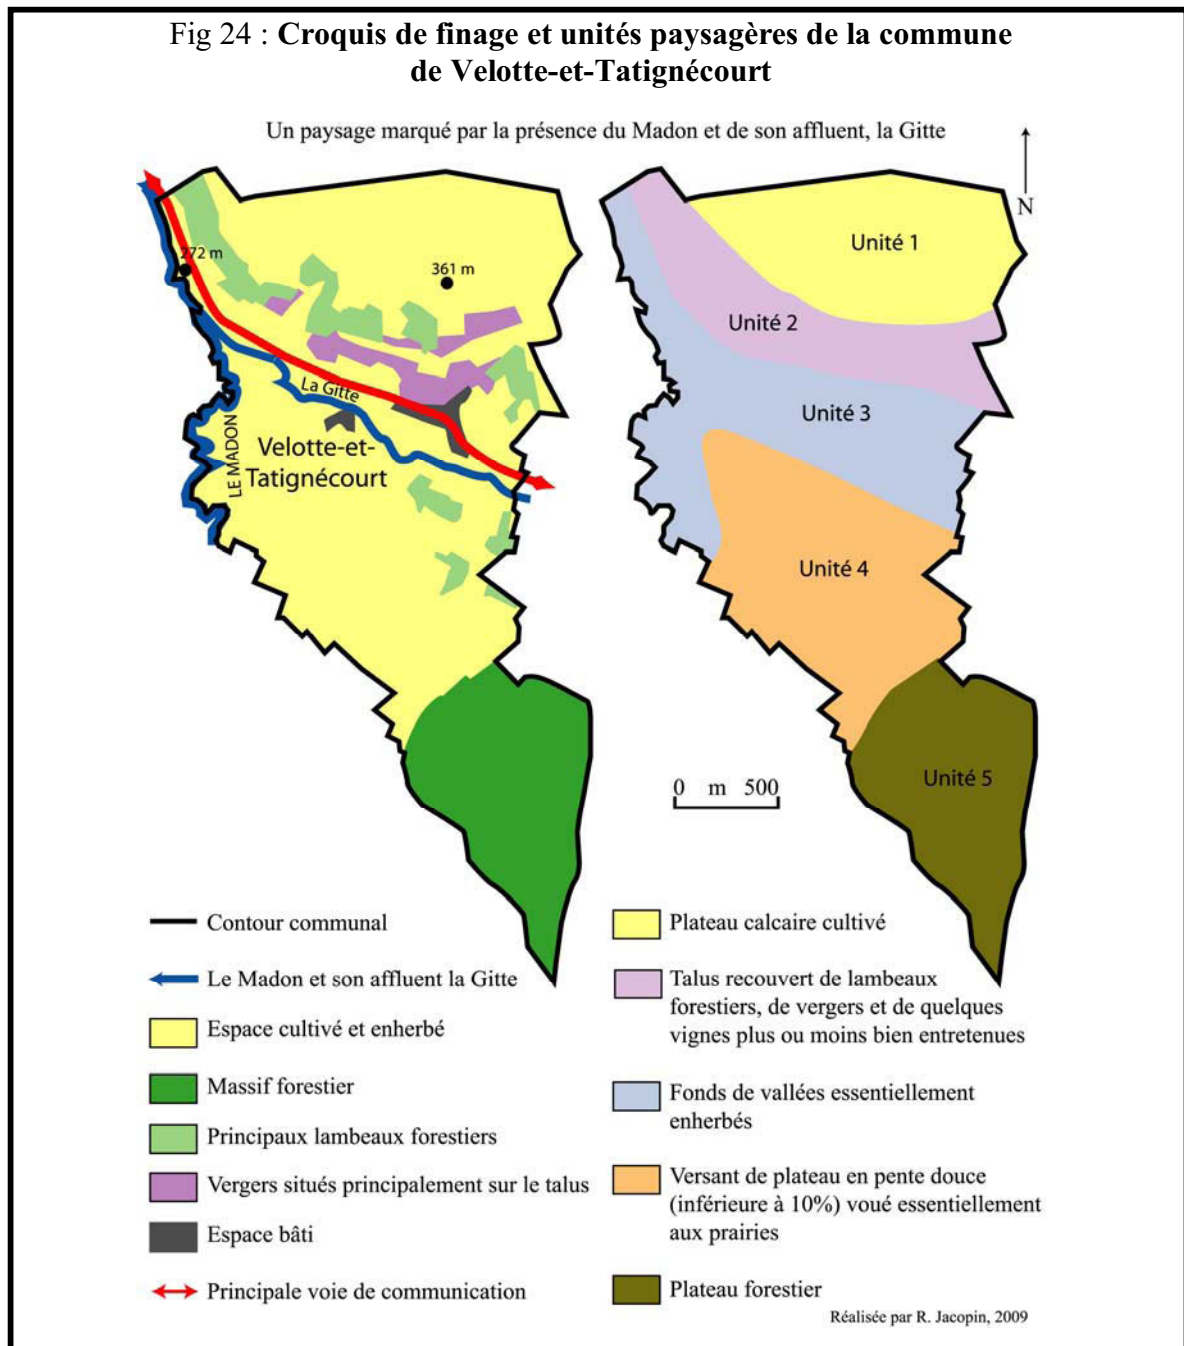 Fig 24 : Croquis de finage et unités paysagères de la commune
de Velotte-et-Tatignécourt
Un paysage marqué par la présence du Madon et de son affluent, la Gitte
N
272 m
361 m
La Gitte
LE MADON
Velotte-et-
Tatignécourt
Unité 1
Unité 2
Unité 3
Unité 4
Unité 5
0 m 500
Contour communal
Le Madon et son affluent la Gitte
Espace cultivé et enherbé
Massif forestier
Principaux lambeaux forestiers
Vergers situés principalement sur le talus
Espace bâti
Principale voie de communication
Plateau calcaire cultivé
Talus recouvert de lambeaux
forestiers, de vergers et de quelques
vignes plus ou moins bien entretenues
Fonds de vallées essentiellement
enherbés
Versant de plateau en pente douce
(inférieure à 10%) voué essentiellement
aux prairies
Plateau forestier
Réalisée par R. Jacopin, 2009